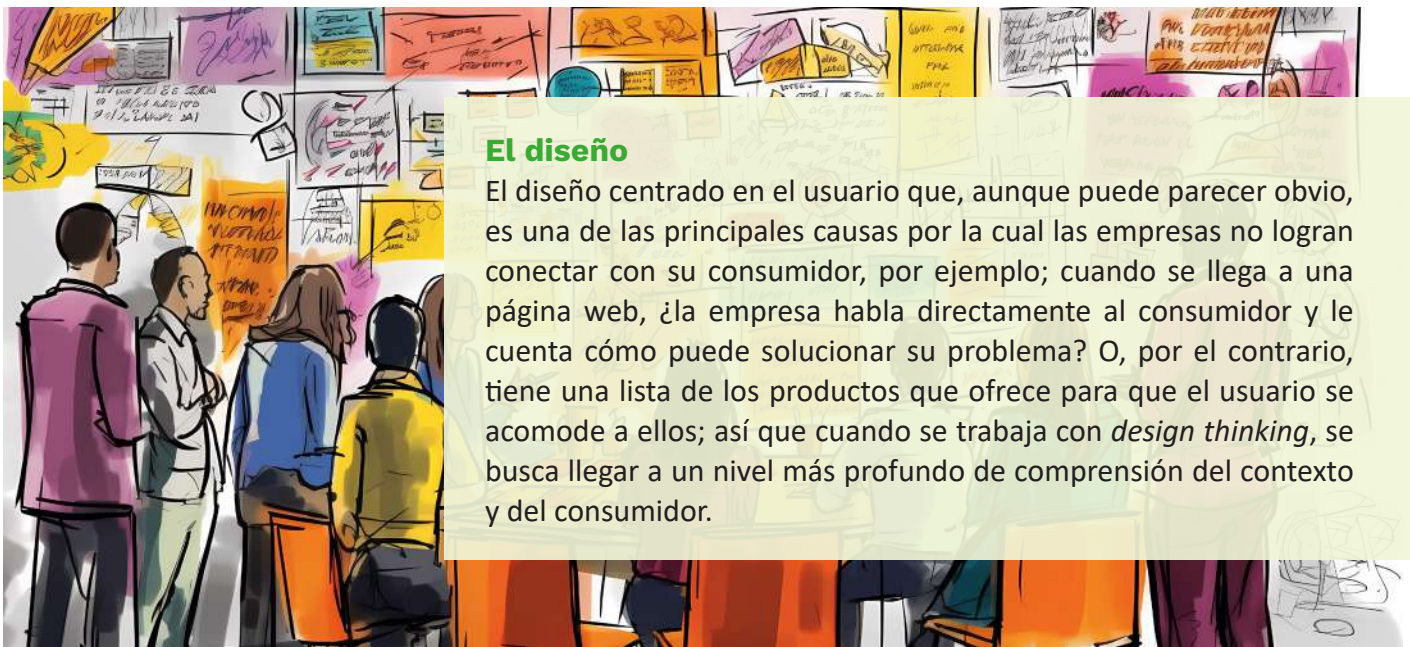 El diseño
El diseño centrado en el usuario que, aunque puede parecer obvio,
es una de las principales causas por la cual las empresas no logran
conectar con su consumidor, por ejemplo; cuando se llega a una
página web, ¿la empresa habla directamente al consumidor y le
cuenta cómo puede solucionar su problema? O, por el contrario,
tiene una lista de los productos que ofrece para que el usuario se
acomode a ellos; así que cuando se trabaja con design thinking, se
busca llegar a un nivel más profundo de comprensión del contexto
y del consumidor.